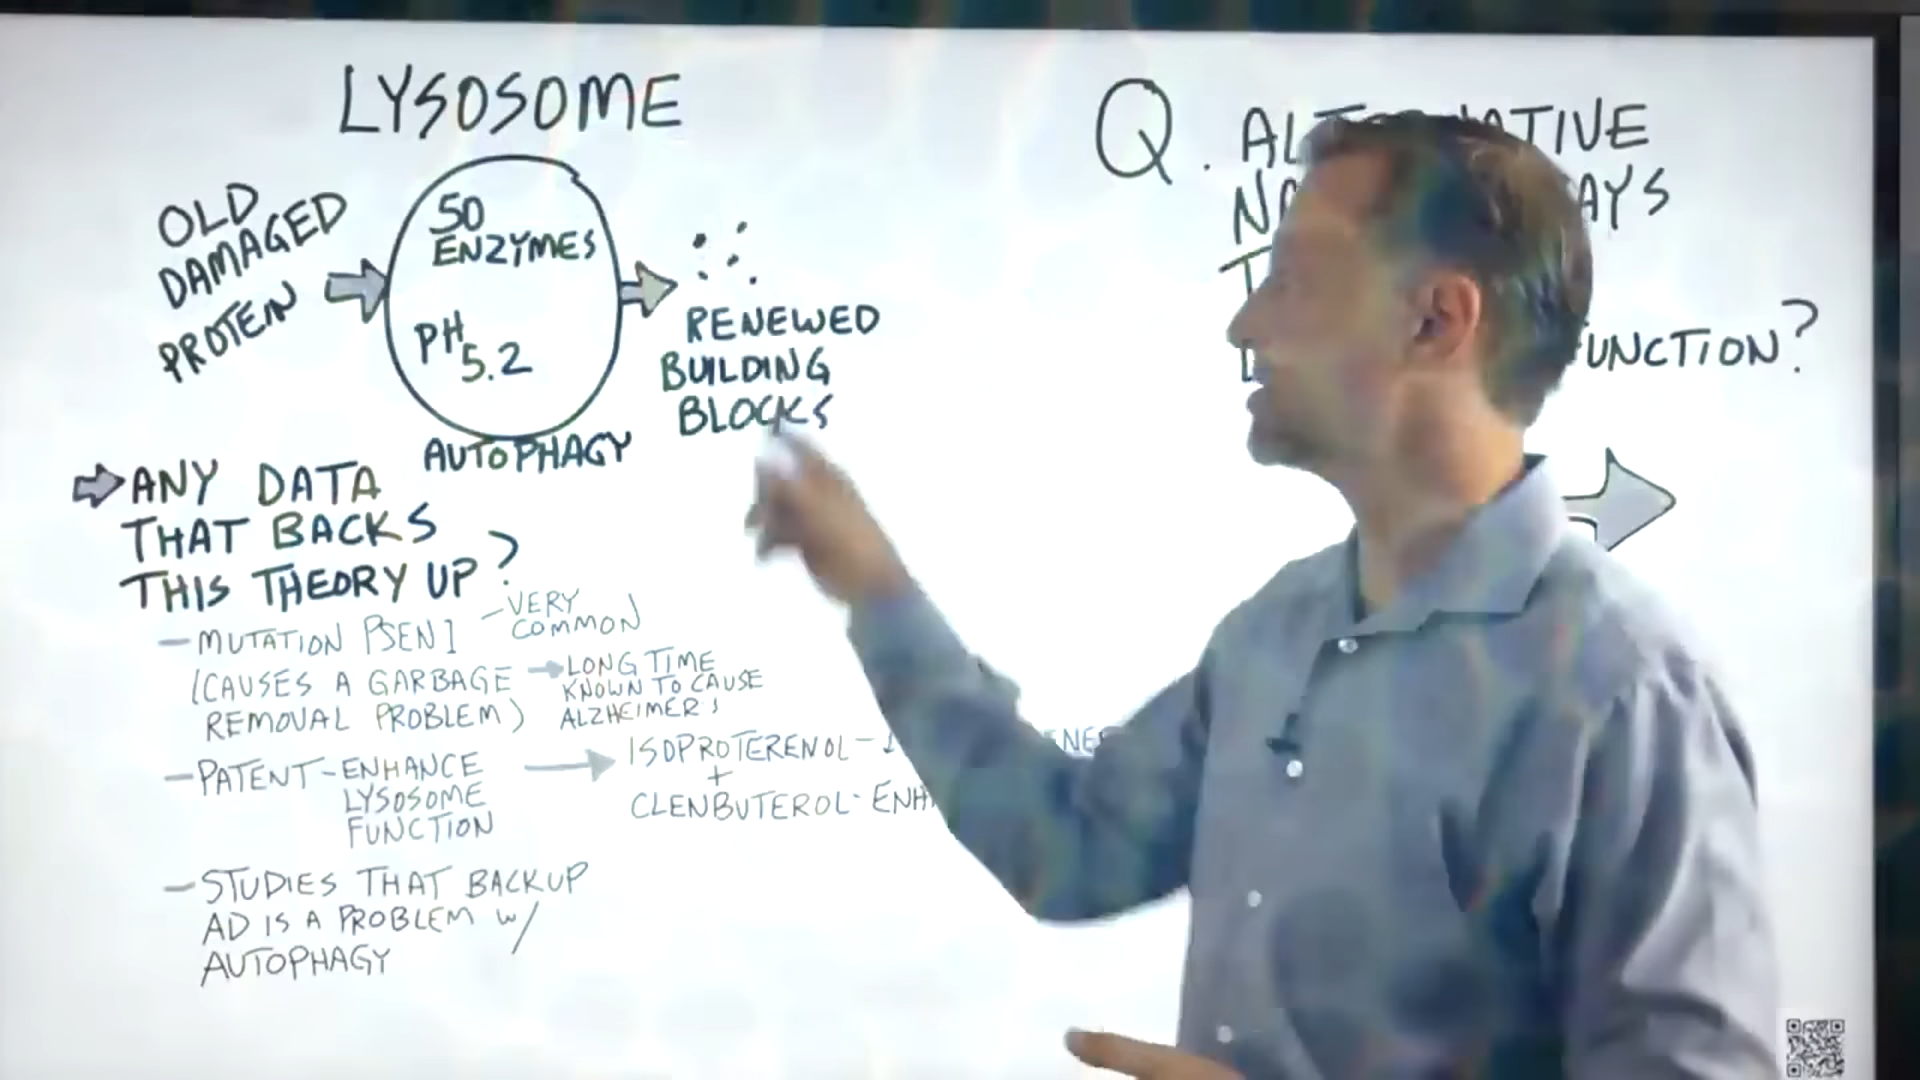 LYSOSOME
OLD
DAMAGED
PROTEIN
50
ENZYMES
PH
5.2
AUTOPHAGY
RENEWED
BUILDING
BLOCKS
ANY DATA
THAT BACKS
THIS THEORY UP?
- MUTATION PSEN1 - VERY
COMMON
(CAUSES A GARBAGE
REMOVAL PROBLEM)
LONG TIME
KNOWN TO CAUSE
ALZHEIMER'S
- PATENT - ENHANCE
LYSOSOME
FUNCTION
ISOPROTERENOL -
+
CLENBUTEROL -
- STUDIES THAT BACKUP
AD IS A PROBLEM W/
AUTOPHAGY
Q.
UNCTION?